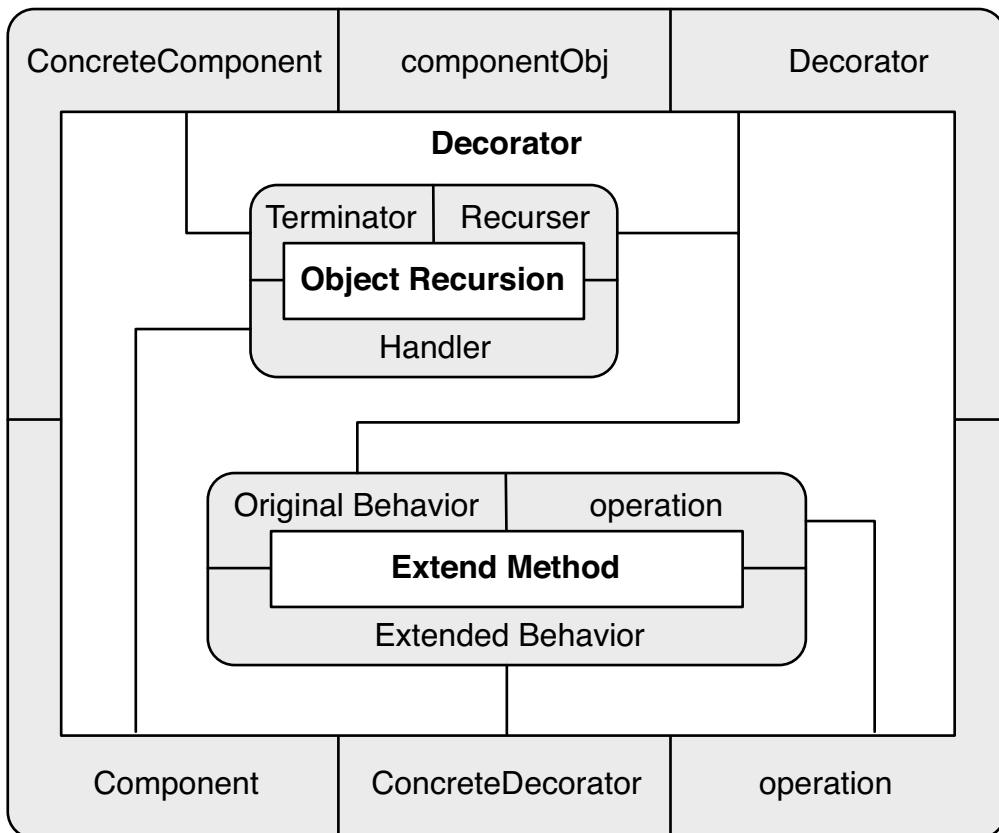 ConcreteComponent
componentObj
Decorator
Decorator
Terminator
Recurser
Object Recursion
Handler
Original Behavior
operation
Extend Method
Extended Behavior
Component
ConcreteDecorator
operation